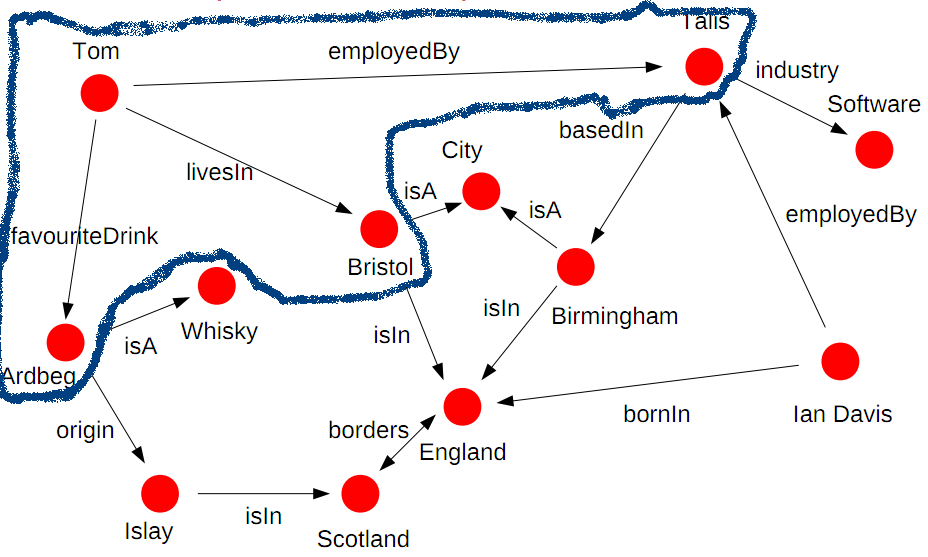 Talis
Tom
employedBy
industry
Software
basedIn
City
livesIn
isA
isA
employedBy
favouriteDrink
Bristol
Birmingham
isIn
Whisky
isIn
isA
Ardbeg
bornIn
Ian Davis
origin
borders
England
isIn
Islay
Scotland